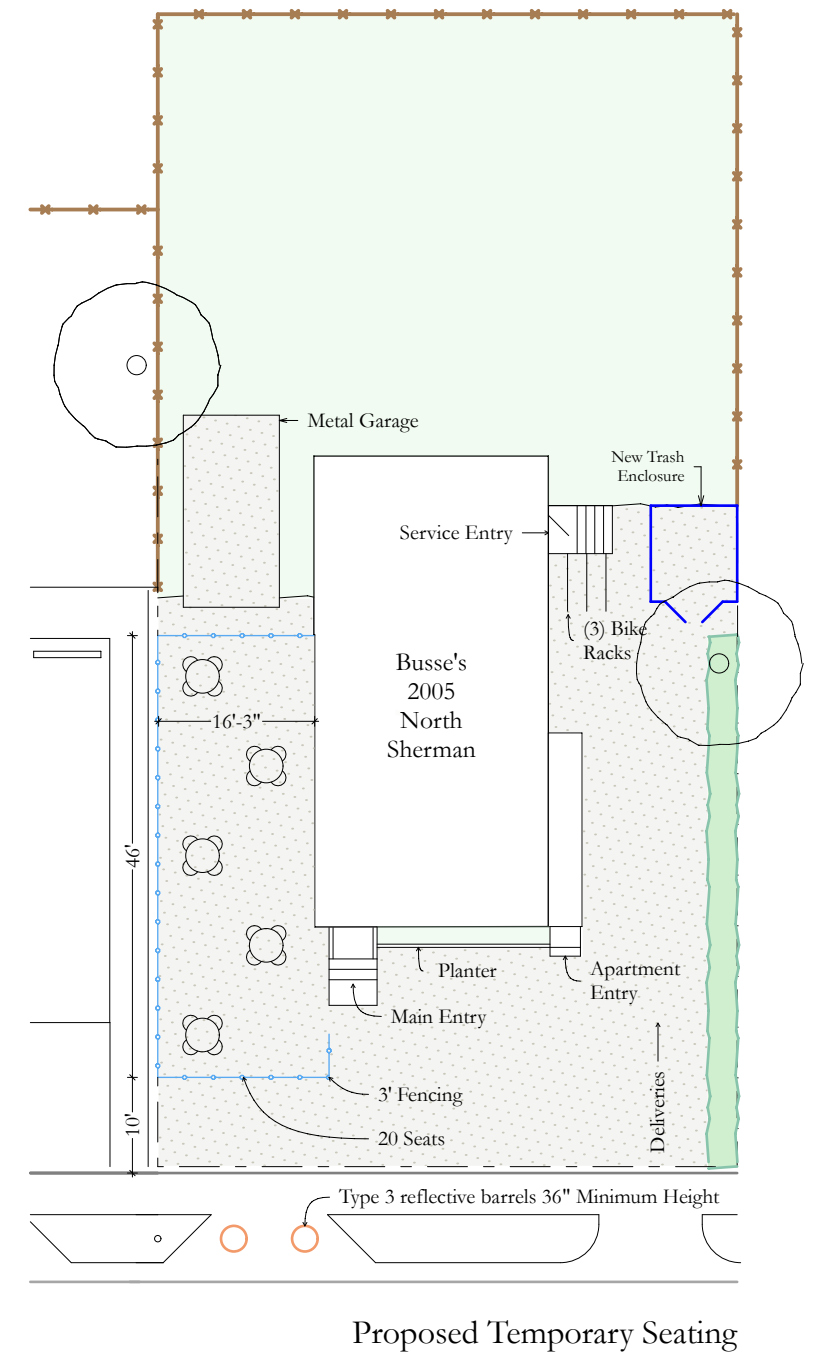 Metal Garage
New Trash
Enclosure
Service Entry
(3) Bike
Racks
Busse's
2005
North
Sherman
16'-3"
46'
Planter
Apartment
Entry
Main Entry
3' Fencing
Deliveries
10'
20 Seats
Type 3 reflective barrels 36" Minimum Height
Proposed Temporary Seating